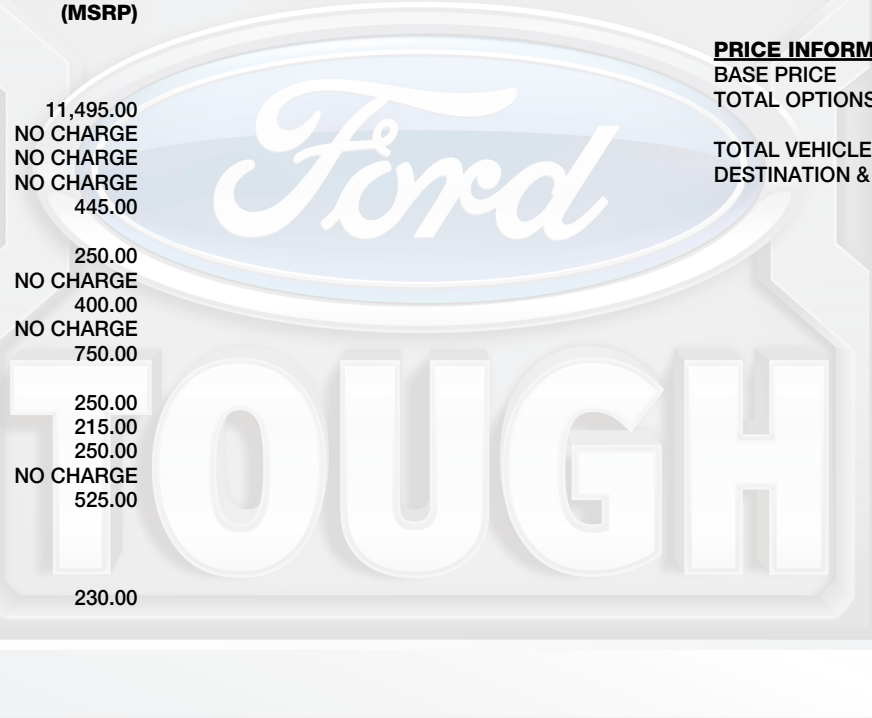 (MSRP)
11,495.00
NO CHARGE
NO CHARGE
NO CHARGE
445.00
250.00
NO CHARGE
400.00
NO CHARGE
750.00
250.00
215.00
250.00
NO CHARGE
525.00
230.00
PRICE INFORM
BASE PRICE
TOTAL OPTIONS
TOTAL VEHICLE
DESTINATION &
Ford
TOUGH